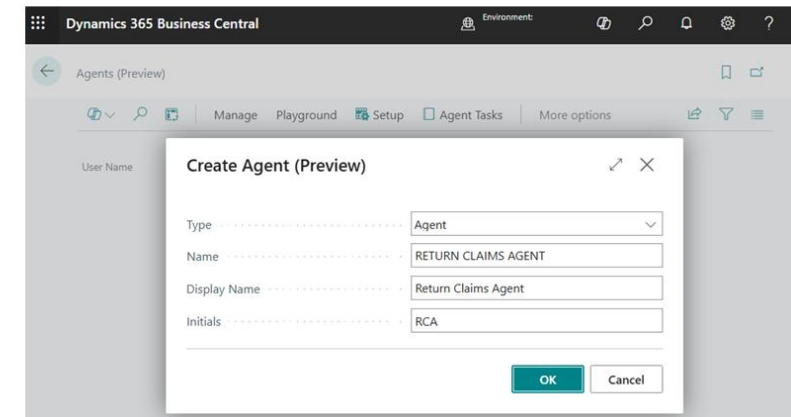 Dynamics 365 Business Central
Environment:
?
Agents (Preview)
Manage Playground Setup Agent Tasks More options
User Name
Create Agent (Preview)
Type Agent
Name RETURN CLAIMS AGENT
Display Name Return Claims Agent
Initials RCA
OK Cancel